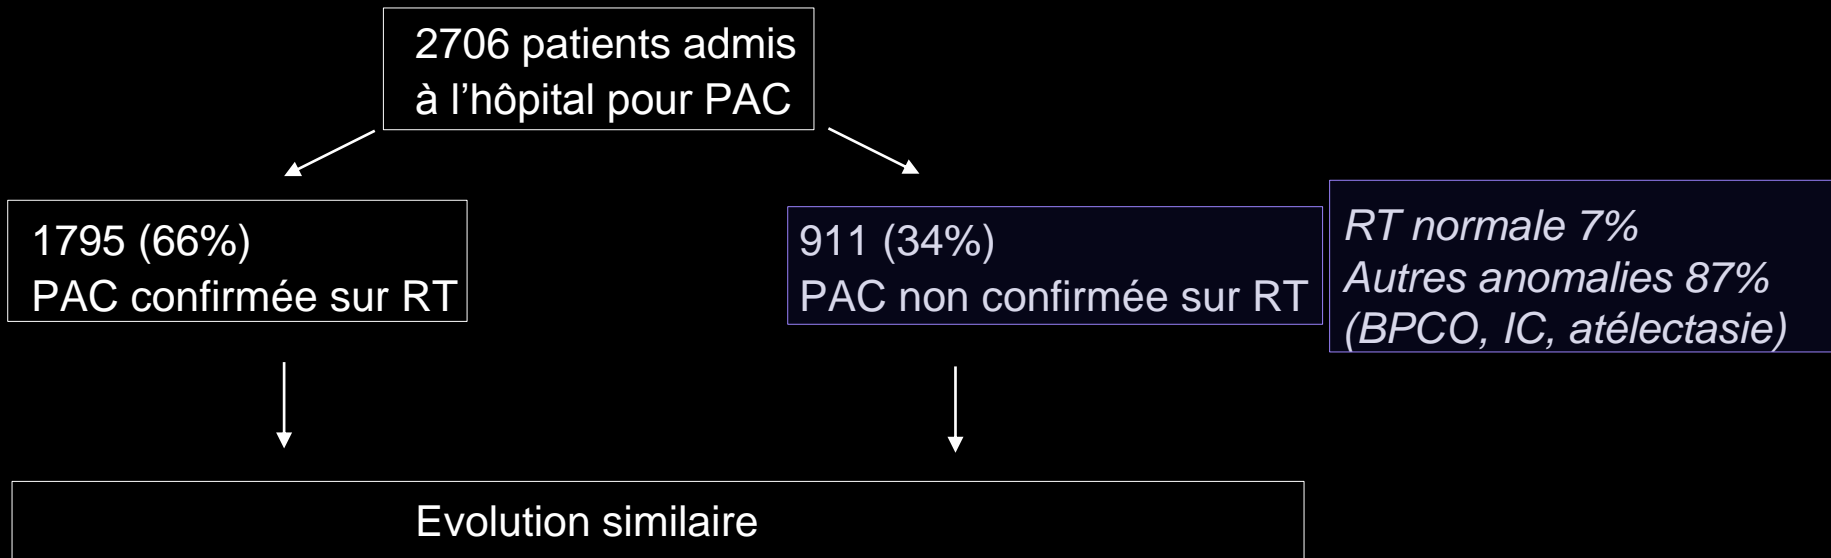 2706 patients admis
à l’hôpital pour PAC
1795 (66%)
PAC confirmée sur RT
911 (34%)
PAC non confirmée sur RT
RT normale 7%
Autres anomalies 87%
(BPCO, IC, atélectasie)
Evolution similaire